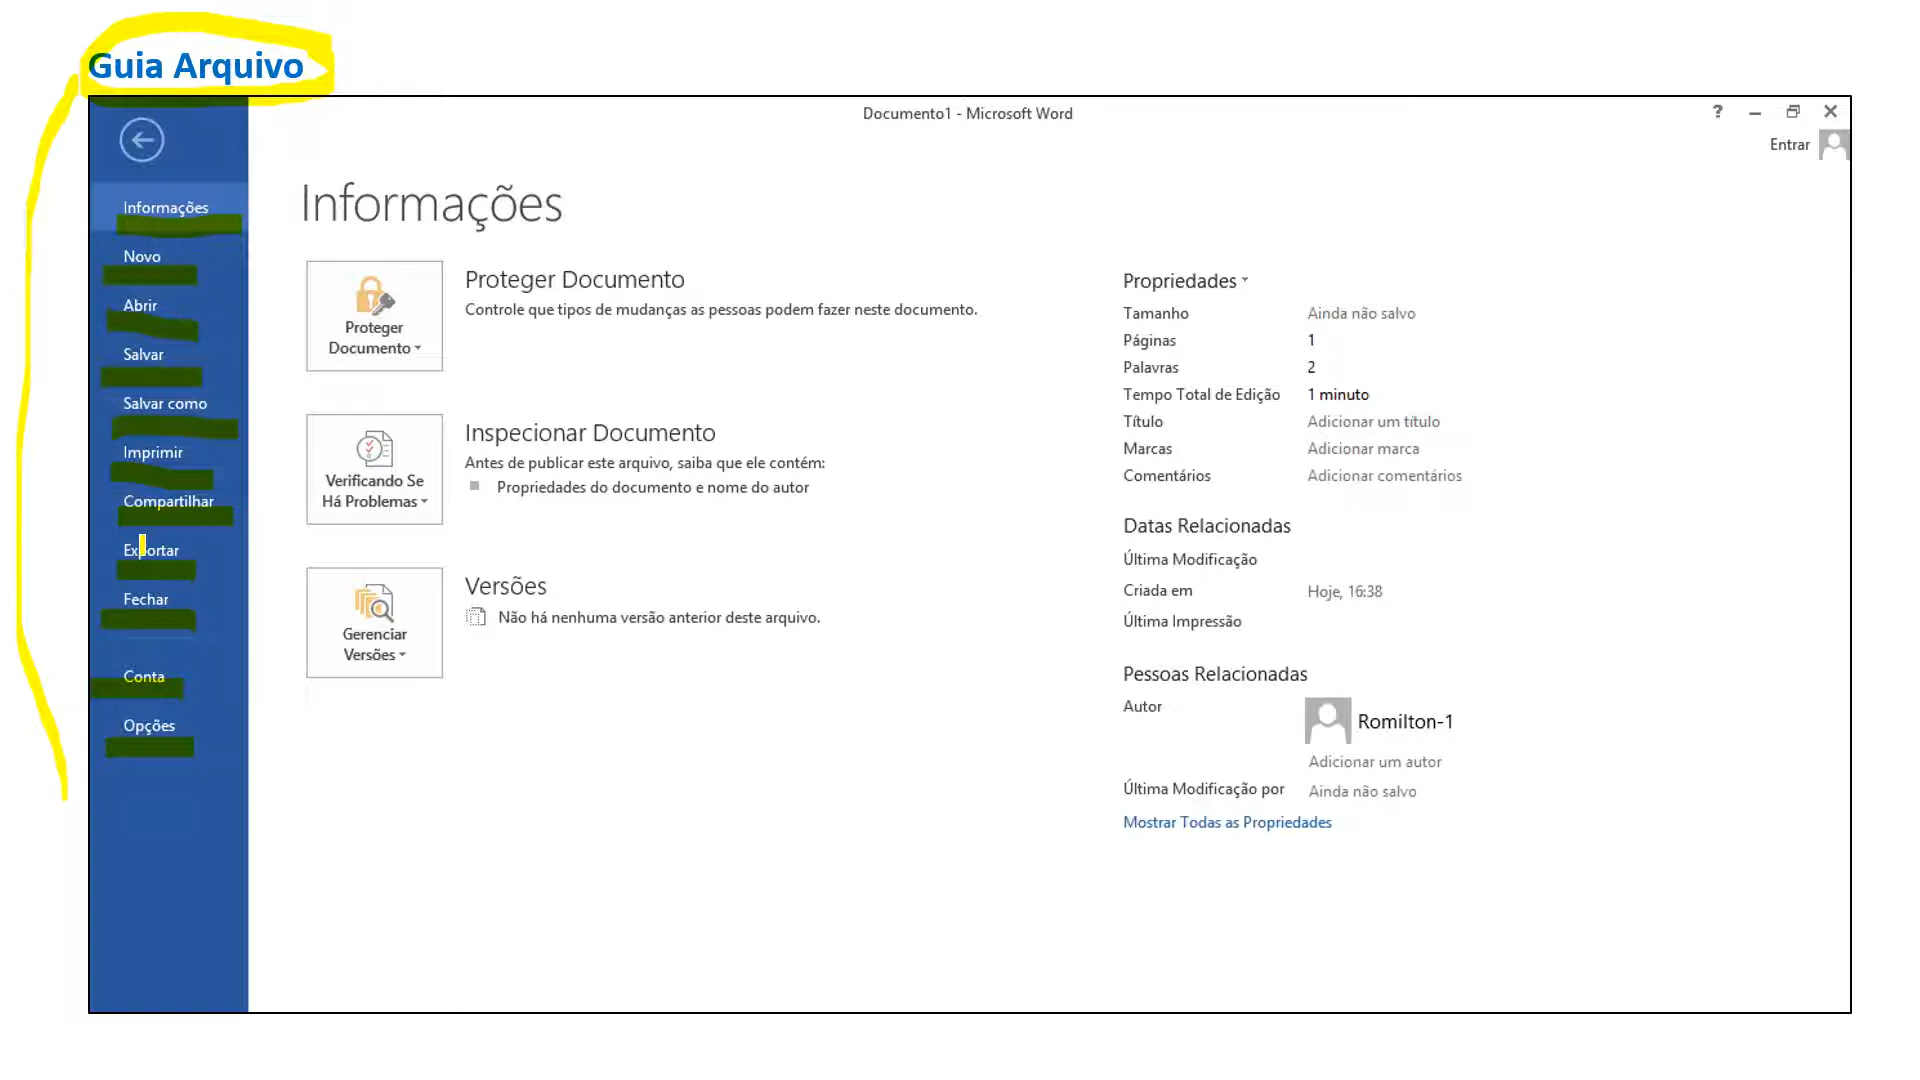 Guia Arquivo
Documento1 - Microsoft Word
?
Entrar
Informações
Novo
Abrir
Salvar
Salvar como
Imprimir
Compartilhar
Exportar
Fechar
Conta
Opções
Informações
Proteger
Documento
Proteger Documento
Controle que tipos de mudanças as pessoas podem fazer neste documento.
Verificando Se
Há Problemas
Inspecionar Documento
Antes de publicar este arquivo, saiba que ele contém:
Propriedades do documento e nome do autor
Gerenciar
Versões
Versões
Não há nenhuma versão anterior deste arquivo.
Propriedades
Tamanho Ainda não salvo
Páginas 1
Palavras 2
Tempo Total de Edição 1 minuto
Título Adicionar um título
Marcas Adicionar marca
Comentários Adicionar comentários
Datas Relacionadas
Última Modificação
Criada em Hoje, 16:38
Última Impressão
Pessoas Relacionadas
Autor
Romilton-1
Adicionar um autor
Última Modificação por Ainda não salvo
Mostrar Todas as Propriedades